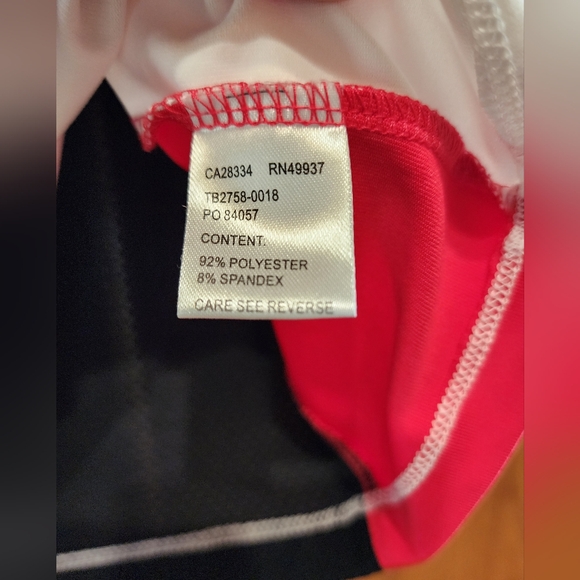 CA28334 RN49937
TB2758-0018
PO 84057
CONTENT.
92% POLYESTER
8% SPANDEX
CARE SEE REVERSE